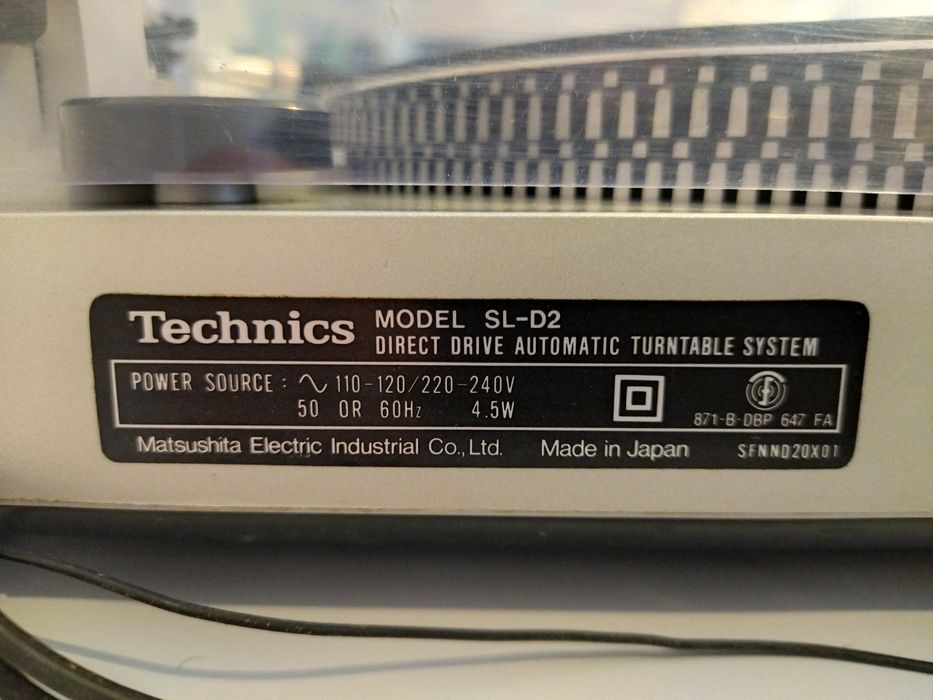 Technics MODEL SL-D2
DIRECT DRIVE AUTOMATIC TURNTABLE SYSTEM
POWER SOURCE: ∿ 110-120/220-240V
50 OR 60Hz 4.5W
871-B-DBP 647 FA
Matsushita Electric Industrial Co., Ltd. Made in Japan SFNND20X01